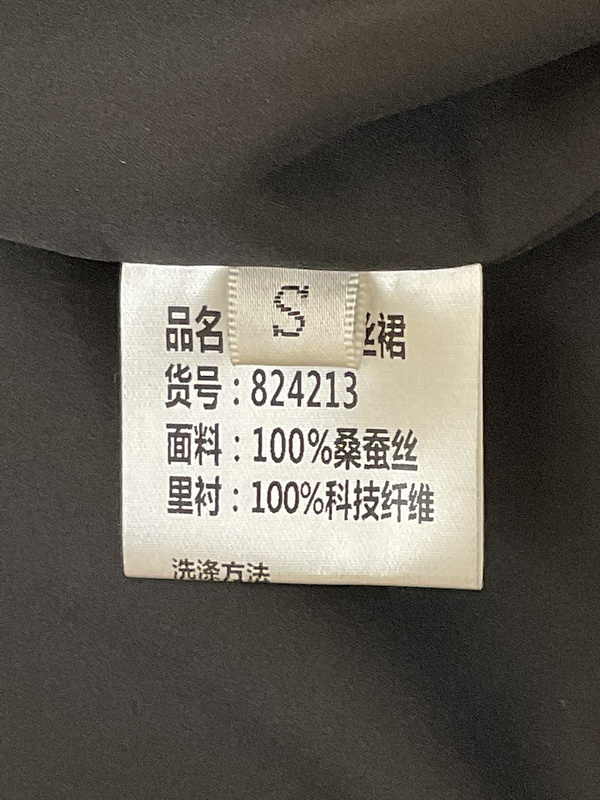 S
品名 丝裙
货号：824213
面料：100%桑蚕丝
里衬：100%科技纤维
洗涤方法